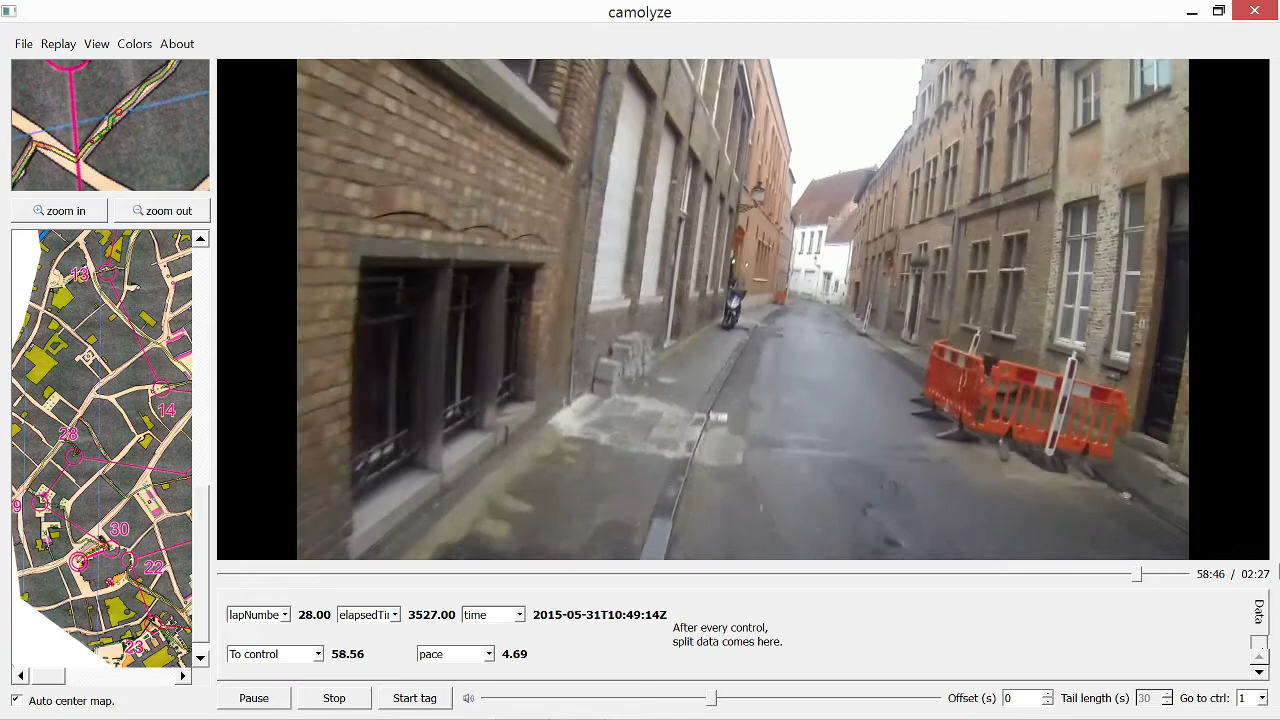 camolyze
File Replay View Colors About
zoom in zoom out
13
14
28
9
30
22
23
Auto center map.
58:46 / 02:27
Data
lapNumbe 28.00 elapsedTii 3527.00 time 2015-05-31T10:49:14Z
After every control,
split data comes here.
To control 58.56 pace 4.69
Pause Stop Start tag Offset (s) 0 Tail length (s) 30 Go to ctrl: 1